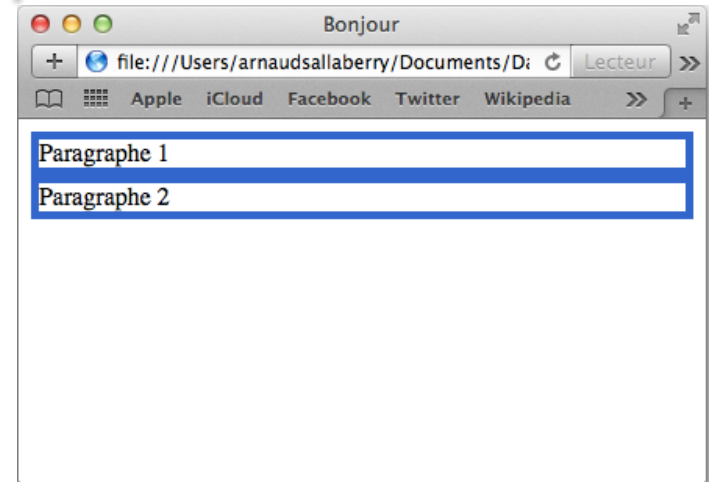 Bonjour
+ file:///Users/arnaudsallaberry/Documents/Da Lecteur »
Apple iCloud Facebook Twitter Wikipedia » +
Paragraphe 1
Paragraphe 2